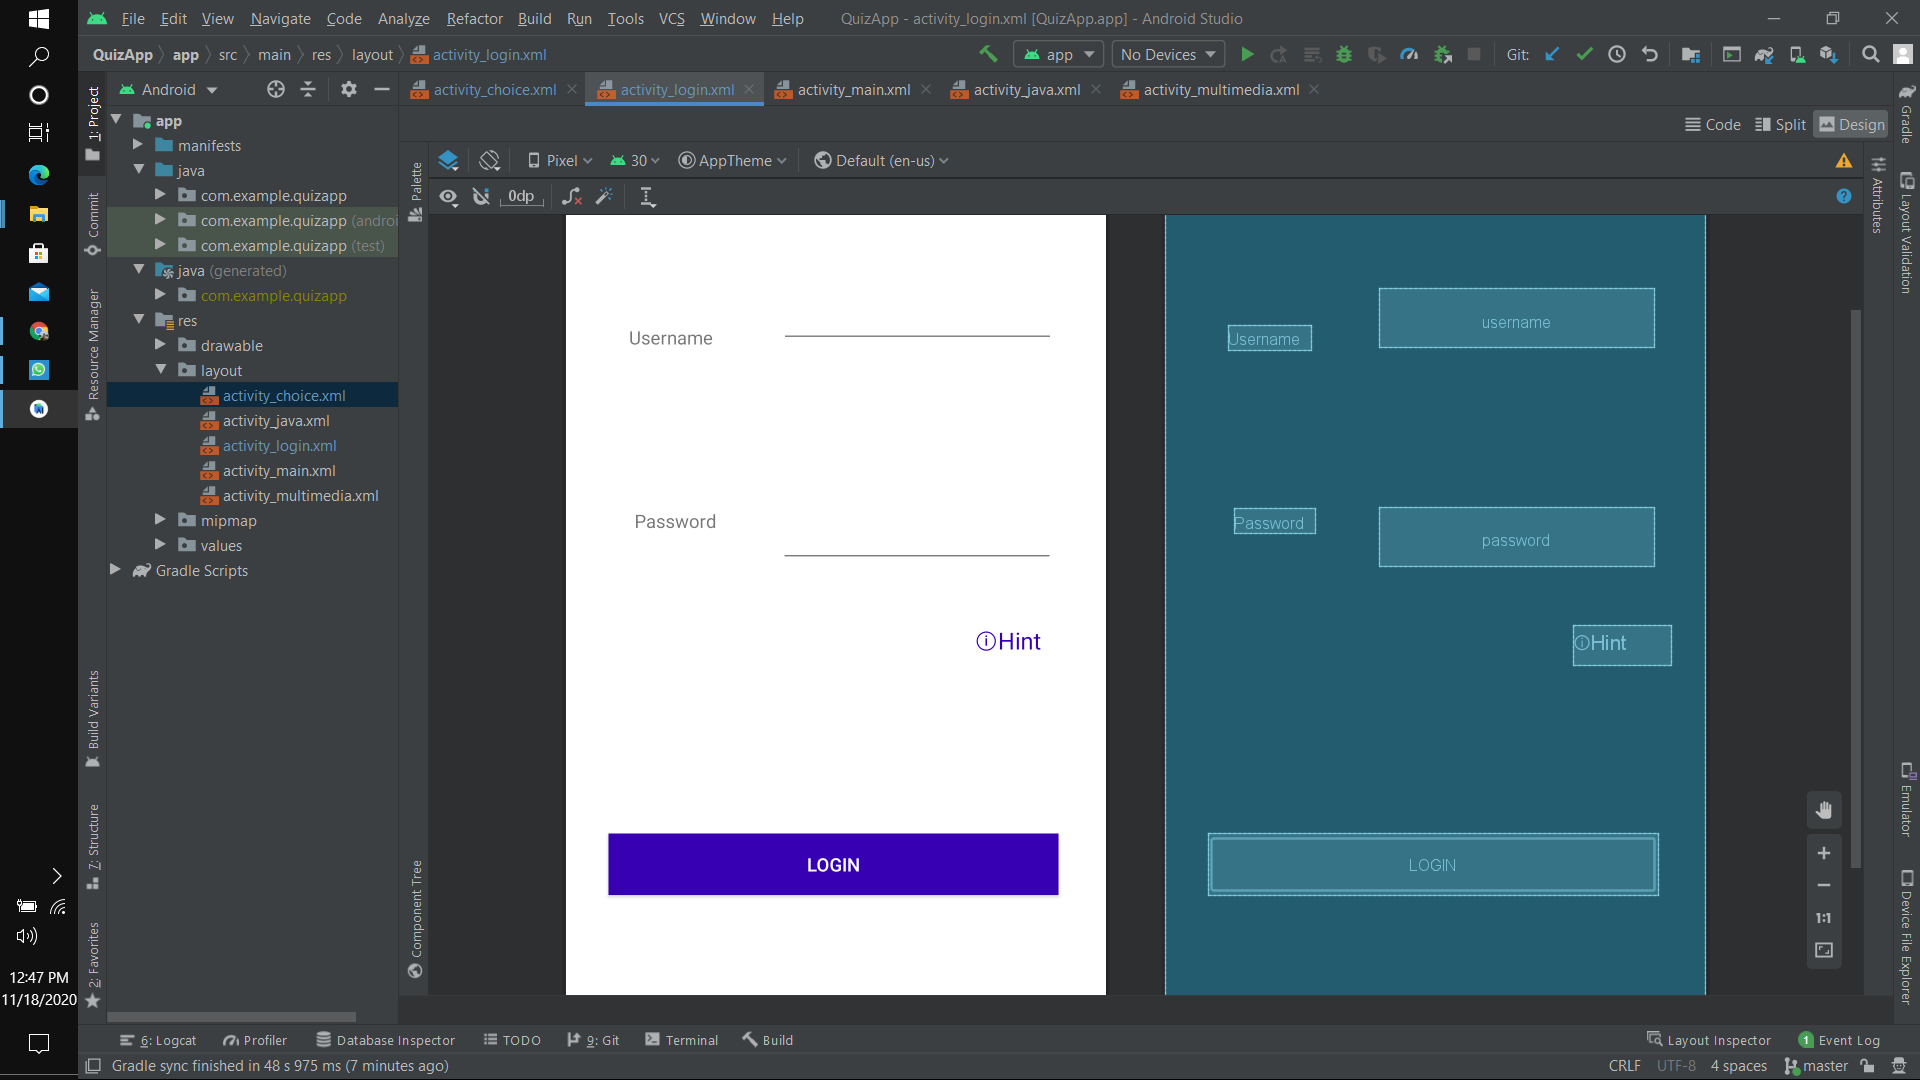 File Edit View Navigate Code Analyze Refactor Build Run Tools VCS Window Help QuizApp - activity_login.xml [QuizApp.app] - Android Studio
QuizApp app src main res layout activity_login.xml app No Devices Git:
1: Project
Commit
Resource Manager
Build Variants
7: Structure
2: Favorites
Android
app
manifests
java
com.example.quizapp
com.example.quizapp (androi
com.example.quizapp (test)
java (generated)
com.example.quizapp
res
drawable
layout
activity_choice.xml
activity_java.xml
activity_login.xml
activity_main.xml
activity_multimedia.xml
mipmap
values
Gradle Scripts
activity_choice.xml activity_login.xml activity_main.xml activity_java.xml activity_multimedia.xml
Code Split Design
Pixel 30 AppTheme Default (en-us)
0dp
Palette
Component Tree
Username
Password
Hint
LOGIN
Username
username
Password
password
Hint
LOGIN
1:1
Attributes
Gradle
Layout Validation
Emulator
Device File Explorer
12:47 PM
11/18/2020
6: Logcat Profiler Database Inspector TODO 9: Git Terminal Build Layout Inspector 1 Event Log
Gradle sync finished in 48 s 975 ms (7 minutes ago) CRLF UTF-8 4 spaces master